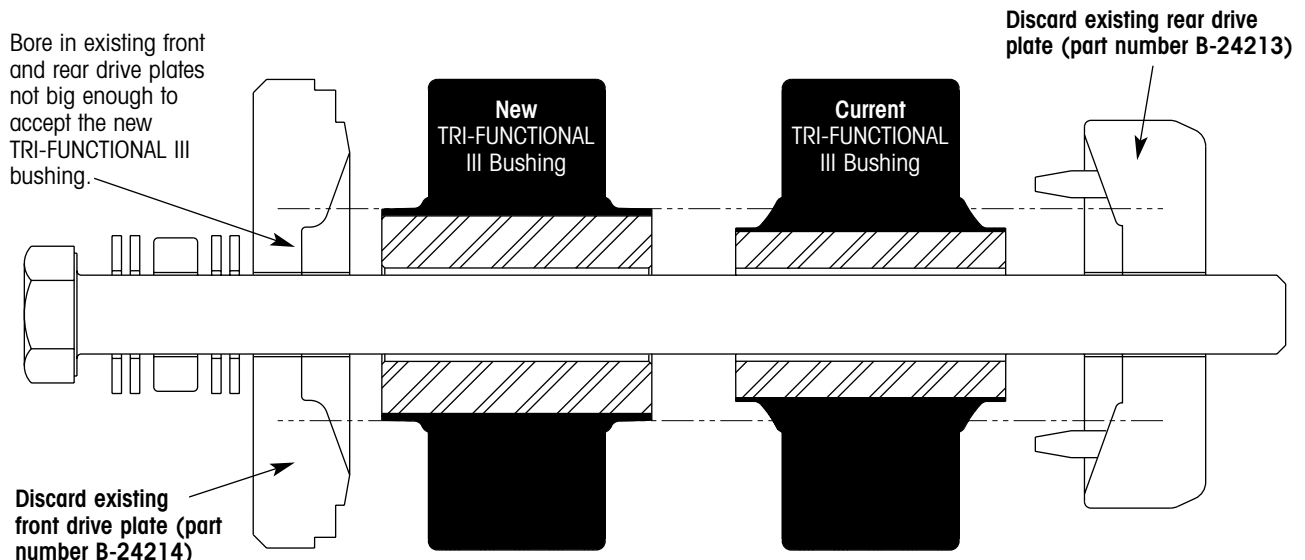 Bore in existing front
and rear drive plates
not big enough to
accept the new
TRI-FUNCTIONAL III
bushing.
New
TRI-FUNCTIONAL
III Bushing
Current
TRI-FUNCTIONAL
III Bushing
Discard existing rear drive
plate (part number B-24213)
Discard existing
front drive plate (part
number B-24214)